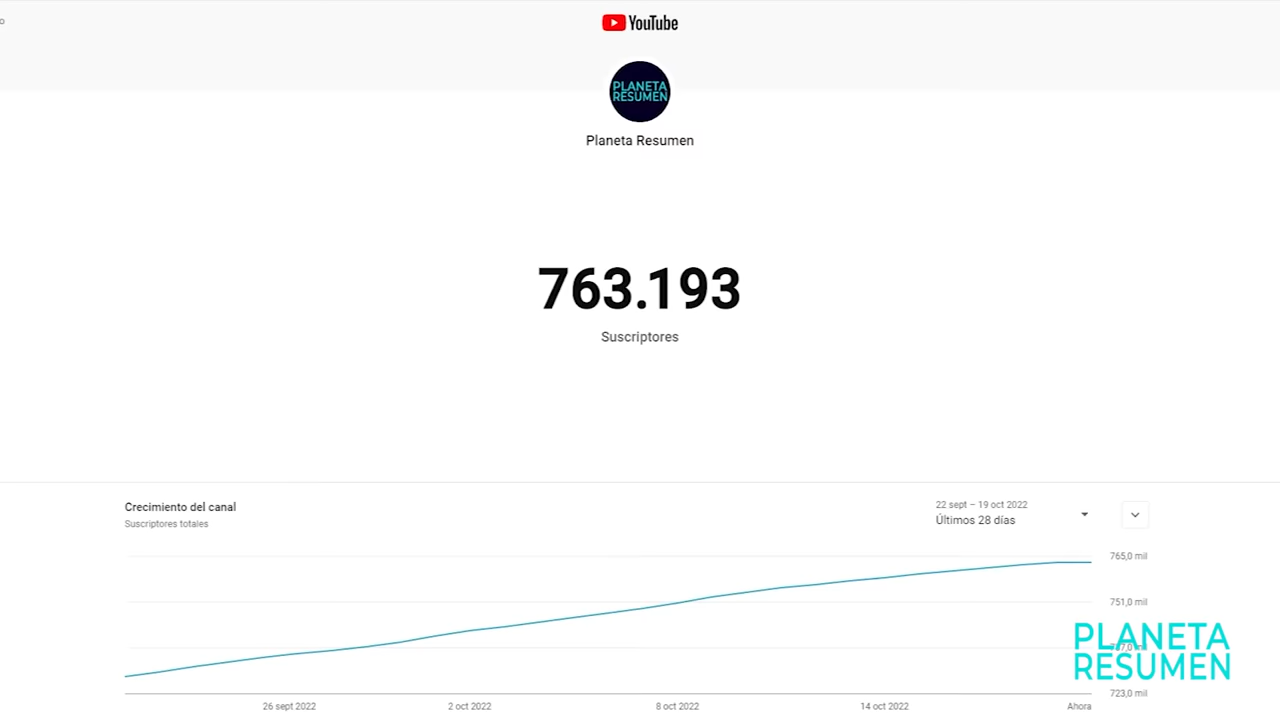 YouTube
PLANETA
RESUMEN
Planeta Resumen
763.193
Suscriptores
Crecimiento del canal
Suscriptores totales
22 sept – 19 oct 2022
Últimos 28 días
765,0 mil
751,0 mil
723,0 mil
26 sept 2022
2 oct 2022
8 oct 2022
14 oct 2022
Ahora
PLANETA
RESUMEN